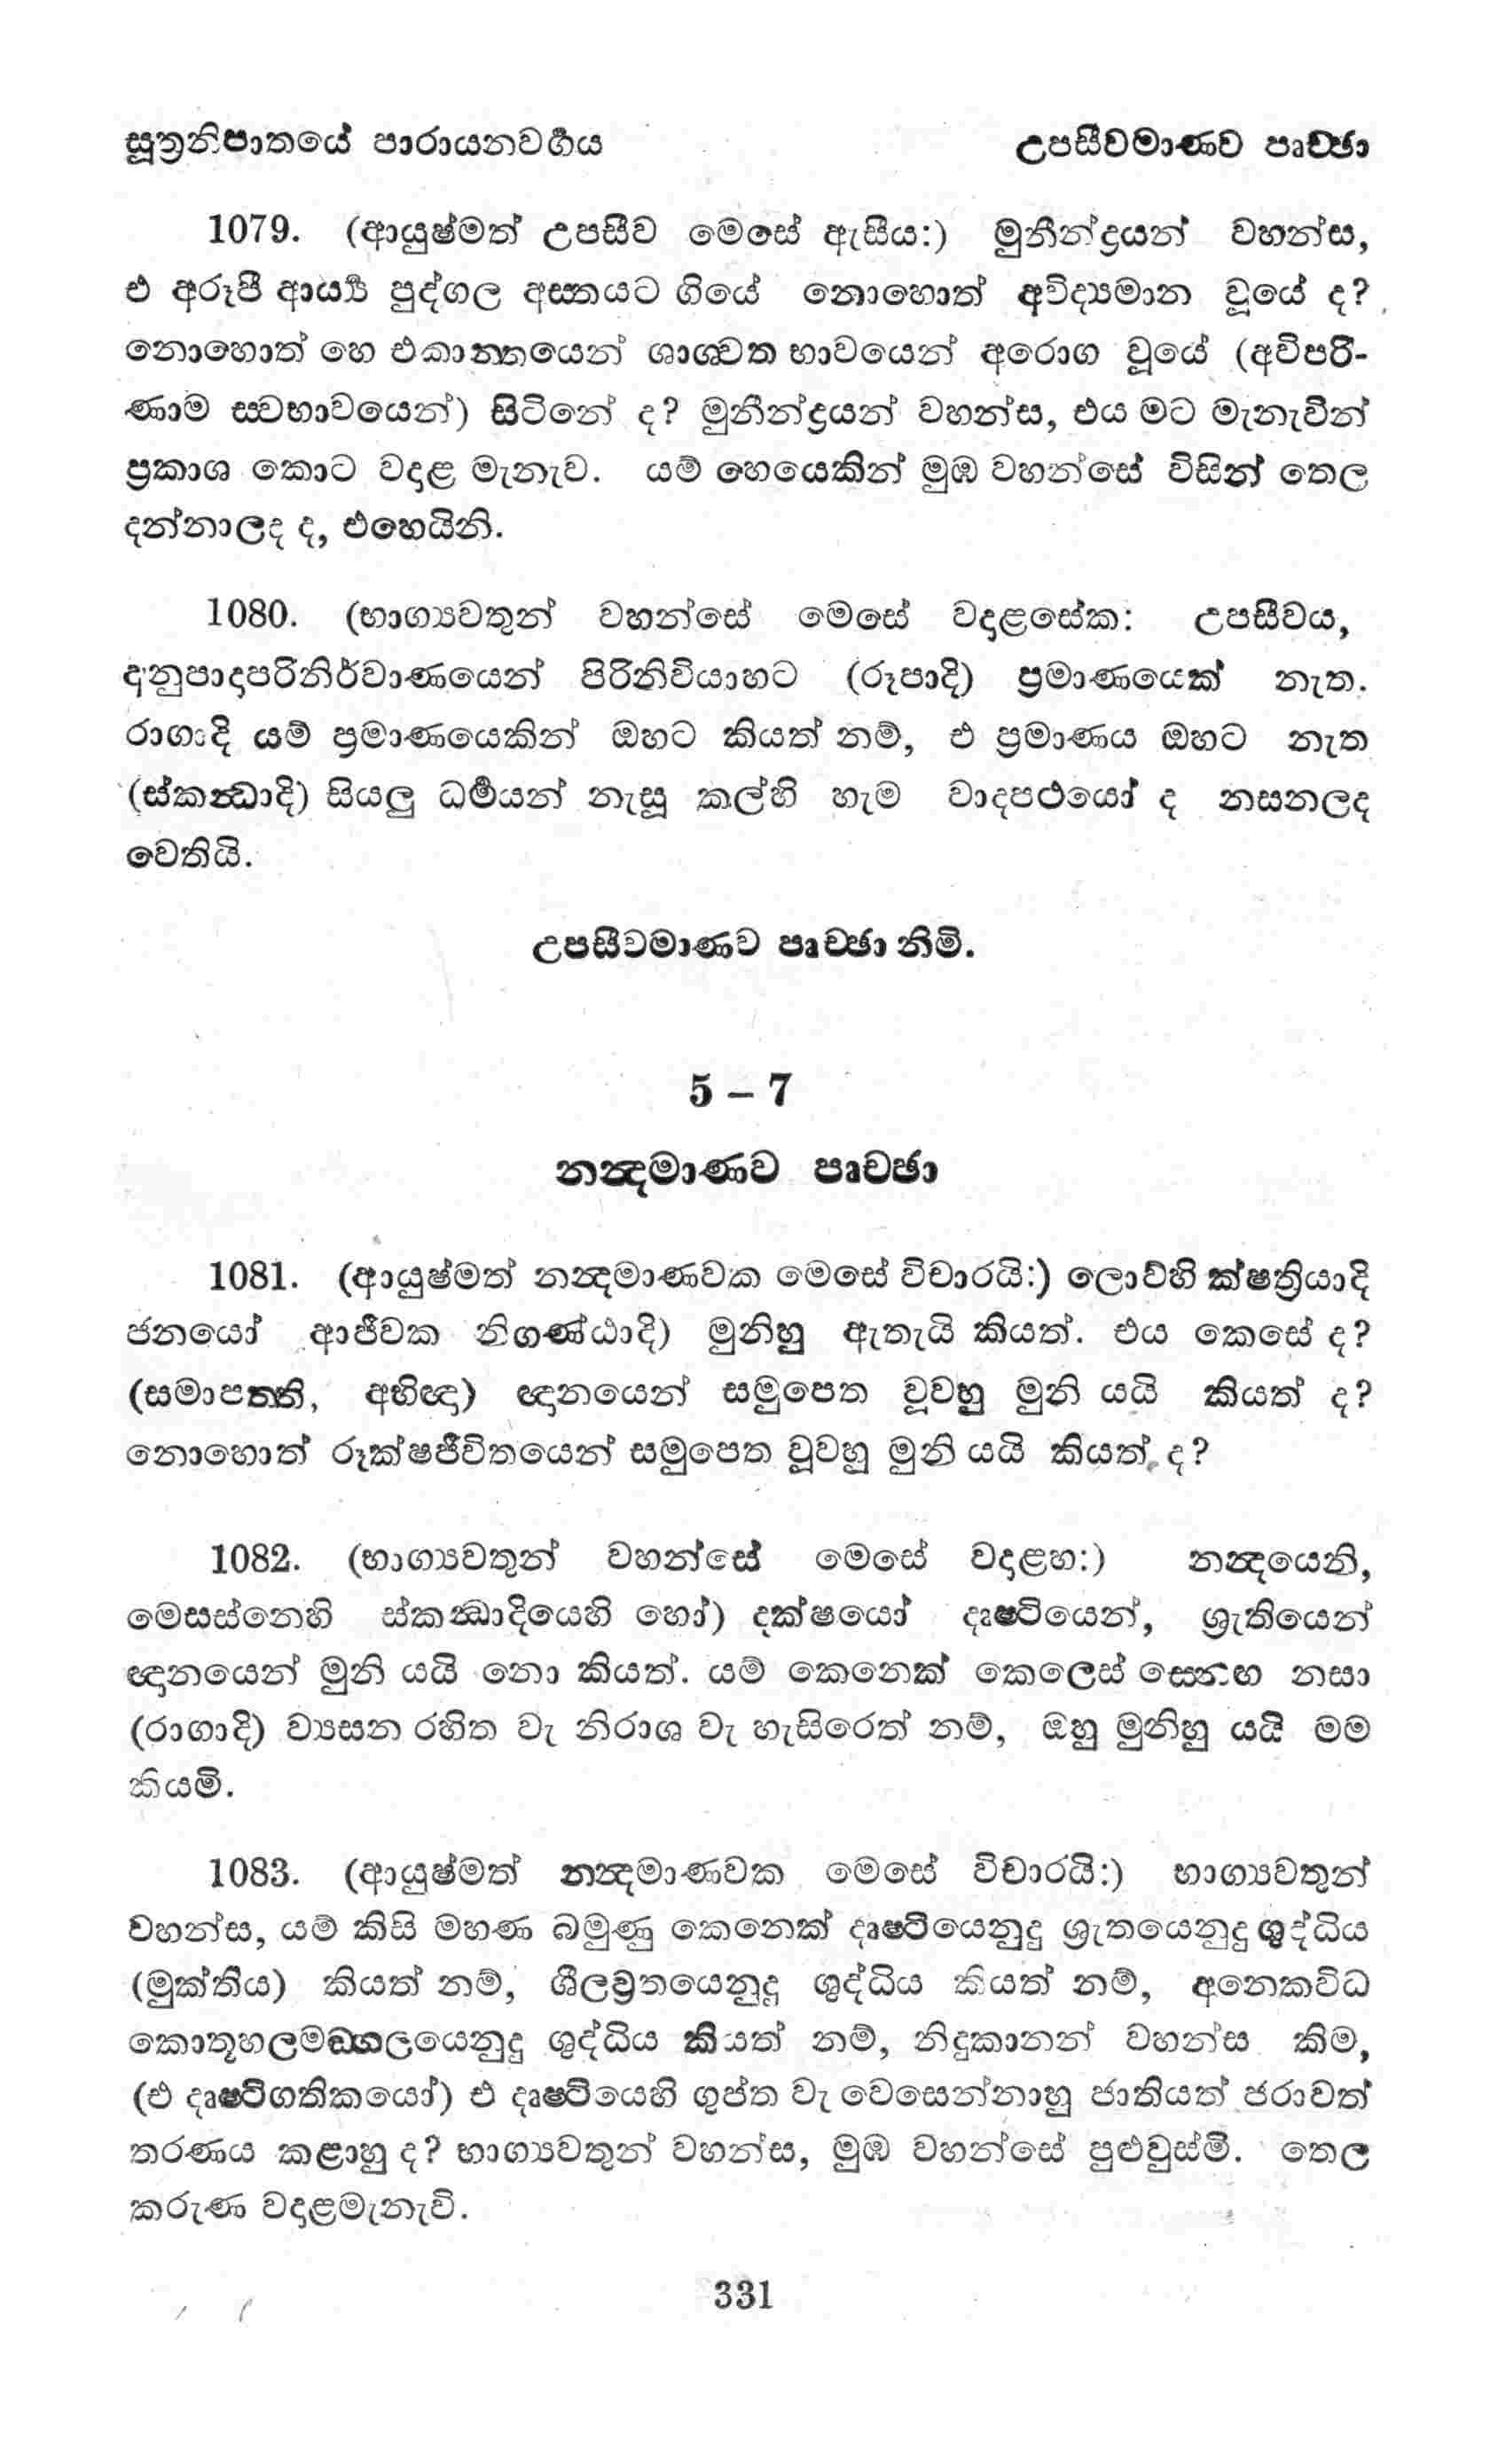 සූත්‍රනිපාතයේ පාරායනවර්‍ගය උපසීවමාණව පෘච්ඡා
1079. (ආයුෂ්මත් උපසීව මෙසේ ඇසීය:) මුනීන්ද්‍රයන් වහන්ස,
එ අරූපී ආර්‍ය්‍ය පුද්ගල අස්තයට ගියේ නොහොත් අවිද්‍යමාන වූයේ ද?
නොහොත් හෙ එකාන්තයෙන් ශාශ්වත භාවයෙන් අරොග වූයේ (අවිපරි-
ණාම ස්වභාවයෙන්) සිටිනේ ද? මුනීන්ද්‍රයන් වහන්ස, එය මට මැනැවින්
ප්‍රකාශ කොට වදාළ මැනැව. යම් හෙයෙකින් මුඹ වහන්සේ විසින් තෙල
දන්නාලද ද, එහෙයිනි.
1080. (භාග්‍යවතුන් වහන්සේ මෙසේ වදාළසේක: උපසීවය,
අනුපාදාපරිනිර්වාණයෙන් පිරිනිවියාහට (රූපාදි) ප්‍රමාණයෙක් නැත.
රාගාදි යම් ප්‍රමාණයෙකින් ඔහට කියත් නම්, එ ප්‍රමාණය ඔහට නැත
(ස්කන්ධාදි) සියලු ධර්‍මයන් නැසූ කල්හි හැම වාදපථයෝ ද නසනලද
වෙතියි.
උපසීවමාණව පෘච්ඡා නිමි.
5 – 7
නන්දමාණව පෘච්ඡා
1081. (ආයුෂ්මත් නන්දමාණවක මෙසේ විචාරයි:) ලොව්හි ක්ෂත්‍රියාදි
ජනයෝ ආජීවක නිගණ්ඨාදි) මුනිහු ඇතැයි කියත්. එය කෙසේ ද?
(සමාපත්ති, අභිඥා) ඥානයෙන් සමුපෙත වූවහු මුනි යයි කියත් ද?
නොහොත් රූක්ෂජීවිතයෙන් සමුපෙත වූවහු මුනි යයි කියත් ද?
1082. (භාග්‍යවතුන් වහන්සේ මෙසේ වදාළහ:) නන්දයෙනි,
මෙසස්නෙහි ස්කන්ධාදියෙහි හෝ) දක්ෂයෝ දෘෂ්ටියෙන්, ශ්‍රැතියෙන්
ඥානයෙන් මුනි යයි නො කියත්. යම් කෙනෙක් කෙලෙස් සෙනඟ නසා
(රාගාදි) ව්‍යසන රහිත වැ නිරාශ වැ හැසිරෙත් නම්, ඔහු මුනිහු යයි මම
කියමි.
1083. (ආයුෂ්මත් නන්දමාණවක මෙසේ විචාරයි:) භාග්‍යවතුන්
වහන්ස, යම් කිසි මහණ බමුණු කෙනෙක් දෘෂ්ටියෙනුදු ශ්‍රැතයෙනුදු ශුද්ධිය
(මුක්තිය) කියත් නම්, ශීලව්‍රතයෙනුදු ශුද්ධිය කියත් නම්, අනෙකවිධ
කොතූහලමඞ්ගලයෙනුදු ශුද්ධිය කියත් නම්, නිදුකානන් වහන්ස කිම,
(එ දෘෂ්ටිගතිකයෝ) එ දෘෂ්ටියෙහි ගුප්ත වැ වෙසෙන්නාහු ජාතියත් ජරාවත්
තරණය කළාහු ද? භාග්‍යවතුන් වහන්ස, මුඹ වහන්සේ පුළුවුස්මි. තෙල
කරුණ වදාළමැනැවි.
331